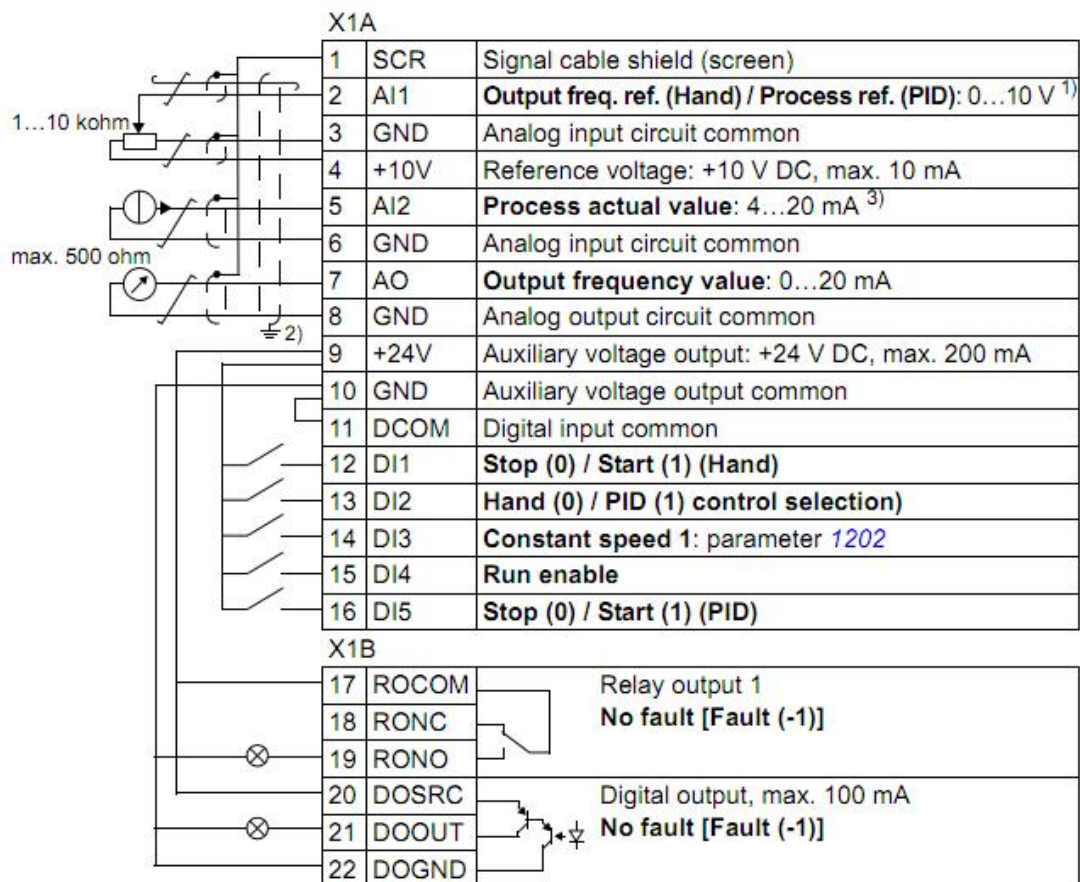 X1A
1 SCR Signal cable shield (screen)
2 AI1 Output freq. ref. (Hand) / Process ref. (PID): 0…10 V 1)
1…10 kohm
3 GND Analog input circuit common
4 +10V Reference voltage: +10 V DC, max. 10 mA
5 AI2 Process actual value: 4…20 mA 3)
6 GND Analog input circuit common
max. 500 ohm
7 AO Output frequency value: 0…20 mA
8 GND Analog output circuit common
2)
9 +24V Auxiliary voltage output: +24 V DC, max. 200 mA
10 GND Auxiliary voltage output common
11 DCOM Digital input common
12 DI1 Stop (0) / Start (1) (Hand)
13 DI2 Hand (0) / PID (1) control selection)
14 DI3 Constant speed 1: parameter 1202
15 DI4 Run enable
16 DI5 Stop (0) / Start (1) (PID)
X1B
17 ROCOM Relay output 1
18 RONC No fault [Fault (-1)]
19 RONO
20 DOSRC Digital output, max. 100 mA
21 DOOUT No fault [Fault (-1)]
22 DOGND